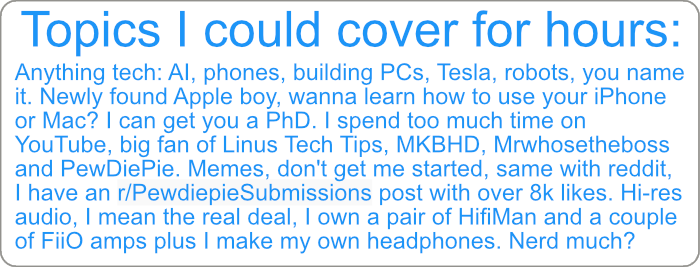 Topics I could cover for hours:
Anything tech: AI, phones, building PCs, Tesla, robots, you name
it. Newly found Apple boy, wanna learn how to use your iPhone
or Mac? I can get you a PhD. I spend too much time on
YouTube, big fan of Linus Tech Tips, MKBHD, Mrwhosetheboss
and PewDiePie. Memes, don't get me started, same with reddit,
I have an r/PewdiepieSubmissions post with over 8k likes. Hi-res
audio, I mean the real deal, I own a pair of HifiMan and a couple
of FiiO amps plus I make my own headphones. Nerd much?